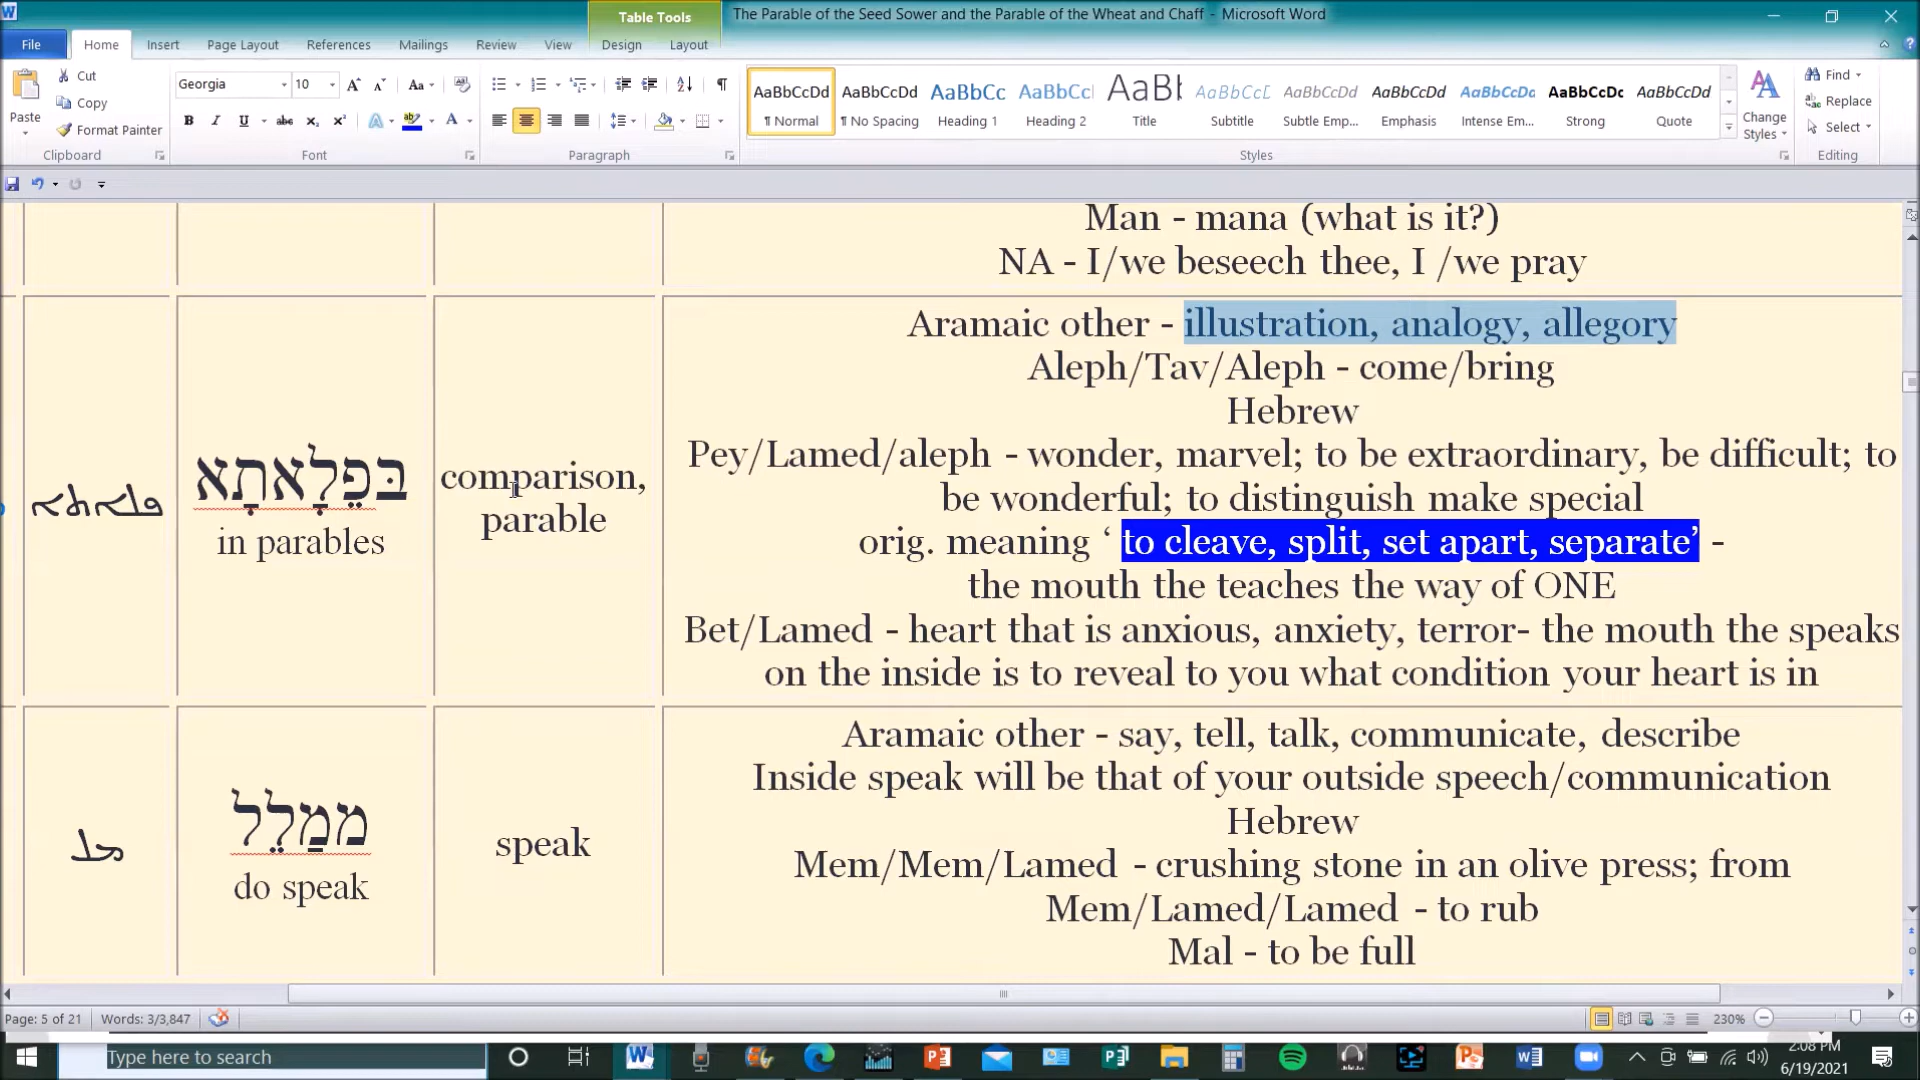 The Parable of the Seed Sower and the Parable of the Wheat and Chaff - Microsoft Word
Table Tools
File Home Insert Page Layout References Mailings Review View Design Layout
Paste
Cut
Copy
Format Painter
Clipboard
Georgia 10
Font
Paragraph
AaBbCcDd AaBbCcDd AaBbCc AaBbCcI AaBI AaBbCcL AaBbCcDd AaBbCcDd AaBbCcDd AaBbCcDc AaBbCcDd
¶ Normal ¶ No Spacing Heading 1 Heading 2 Title Subtitle Subtle Emp... Emphasis Intense Em... Strong Quote
Styles
Change Styles
Find
Replace
Select
Editing
Man - mana (what is it?)
NA - I/we beseech thee, I /we pray
ܦܠܐܬܐ
בּפֵלָאתָא
in parables
comparison,
parable
Aramaic other - illustration, analogy, allegory
Aleph/Tav/Aleph - come/bring
Hebrew
Pey/Lamed/aleph - wonder, marvel; to be extraordinary, be difficult; to
be wonderful; to distinguish make special
orig. meaning ‘ to cleave, split, set apart, separate’ -
the mouth the teaches the way of ONE
Bet/Lamed - heart that is anxious, anxiety, terror- the mouth the speaks
on the inside is to reveal to you what condition your heart is in
ܡܠ
ממַלֵל
do speak
speak
Aramaic other - say, tell, talk, communicate, describe
Inside speak will be that of your outside speech/communication
Hebrew
Mem/Mem/Lamed - crushing stone in an olive press; from
Mem/Lamed/Lamed - to rub
Mal - to be full
Page: 5 of 21 Words: 3/3,847
230%
Type here to search
2:08 PM
6/19/2021